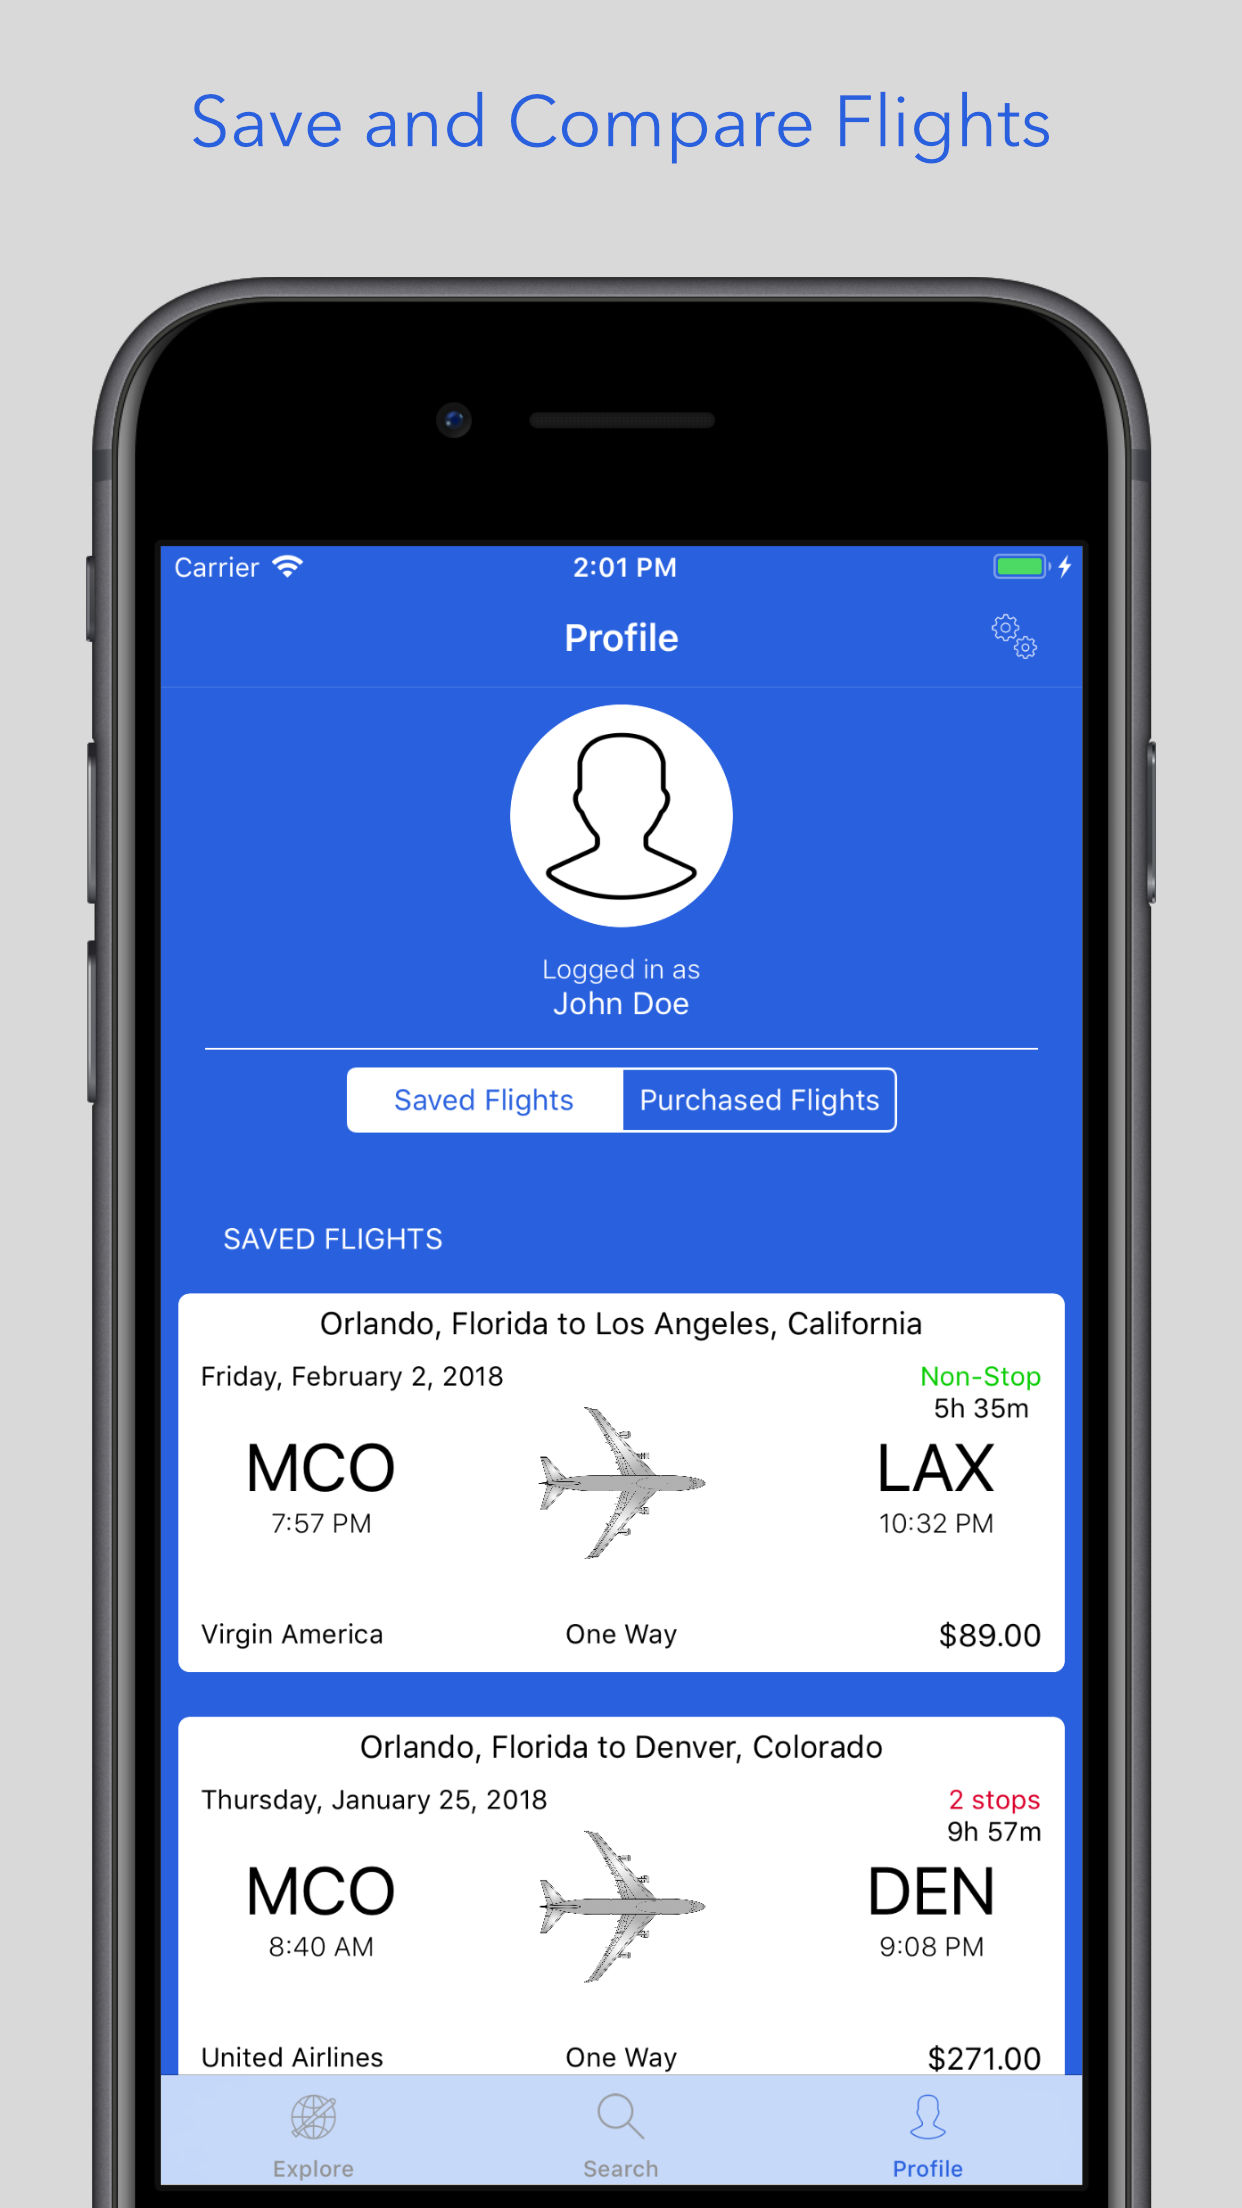 Save and Compare Flights
Carrier
2:01 PM
Profile
Logged in as
John Doe
Saved Flights
Purchased Flights
SAVED FLIGHTS
Orlando, Florida to Los Angeles, California
Friday, February 2, 2018
Non-Stop
5h 35m
MCO
LAX
7:57 PM
10:32 PM
Virgin America
One Way
$89.00
Orlando, Florida to Denver, Colorado
Thursday, January 25, 2018
2 stops
9h 57m
MCO
DEN
8:40 AM
9:08 PM
United Airlines
One Way
$271.00
Explore
Search
Profile